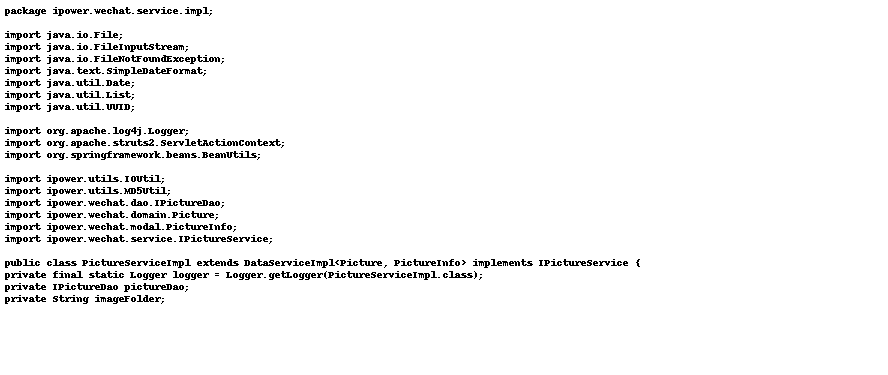 package ipower.wechat.service.impl;
import java.io.File;
import java.io.FileInputStream;
import java.io.FileNotFoundException;
import java.text.SimpleDateFormat;
import java.util.Date;
import java.util.List;
import java.util.UUID;
import org.apache.log4j.Logger;
import org.apache.struts2.ServletActionContext;
import org.springframework.beans.BeanUtils;
import ipower.utils.IOUtil;
import ipower.utils.MD5Util;
import ipower.wechat.dao.IPictureDao;
import ipower.wechat.domain.Picture;
import ipower.wechat.modal.PictureInfo;
import ipower.wechat.service.IPictureService;
public class PictureServiceImpl extends DataServiceImpl<Picture, PictureInfo> implements IPictureService {
private final static Logger logger = Logger.getLogger(PictureServiceImpl.class);
private IPictureDao pictureDao;
private String imageFolder;